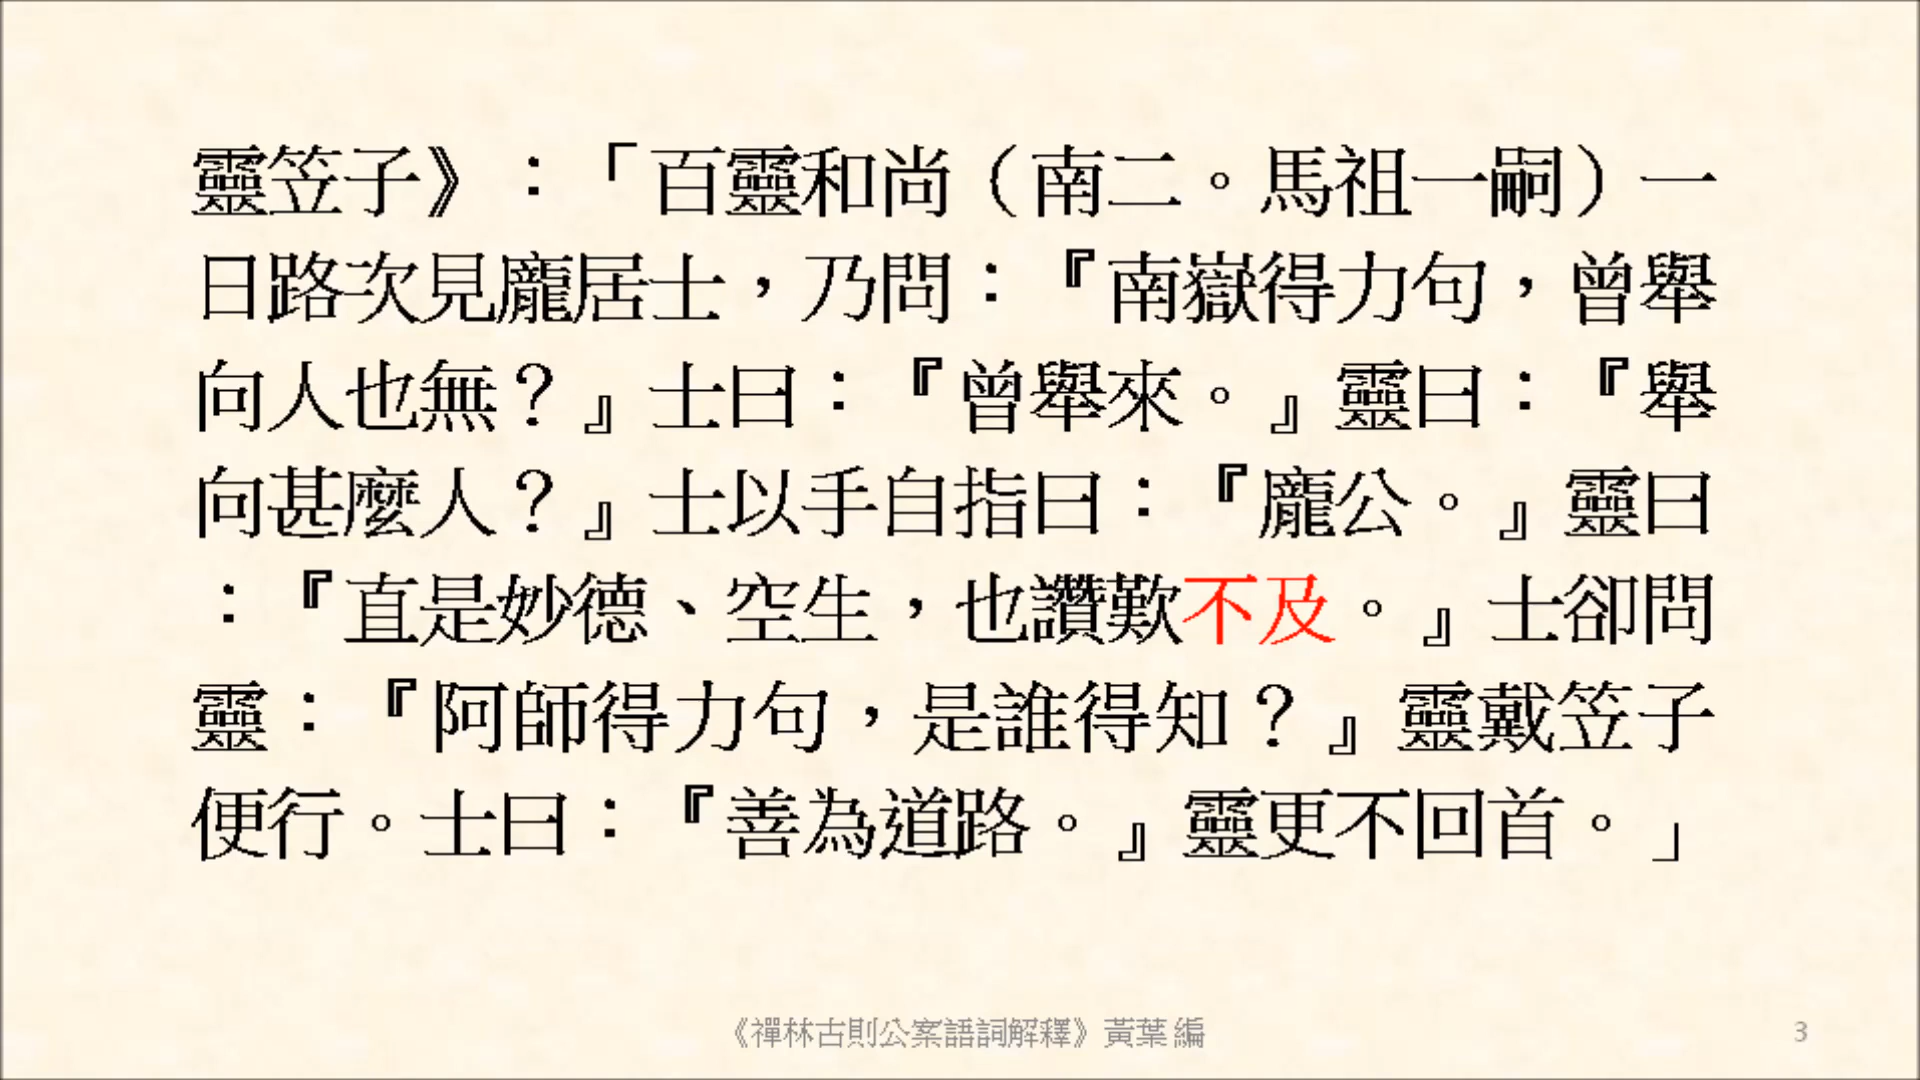 靈笠子》：「百靈和尚（南二。馬祖一嗣）一
日路次見龐居士，乃問：『南嶽得力句，曾舉
向人也無？』士曰：『曾舉來。』靈曰：『舉
向甚麼人？』士以手自指曰：『龐公。』靈曰
：『直是妙德、空生，也讚歎不及。』士卻問
靈：『阿師得力句，是誰得知？』靈戴笠子
便行。士曰：『善為道路。』靈更不回首。」
《禪林古則公案語詞解釋》黃葉 編
3